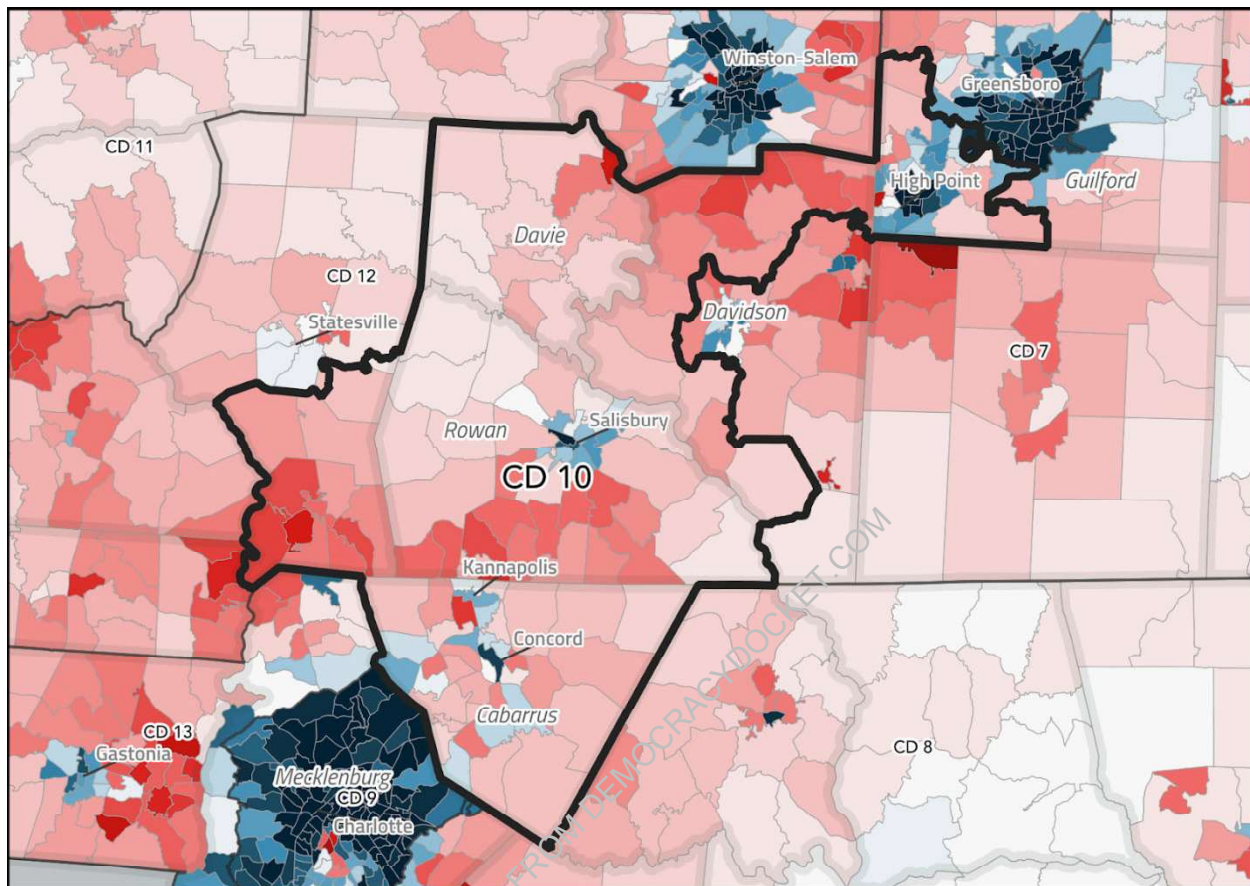 Winston-Salem
Greensboro
CD 11
High Point
Guilford
Davie
CD 12
Statesville
Davidson
CD 7
Salisbury
Rowan
CD 10
Kannapolis
Concord
Cabarrus
CD 13
Gastonia
CD 8
Mecklenburg
CD 9
Charlotte
FROM DEMOCRACYDOCKET.COM